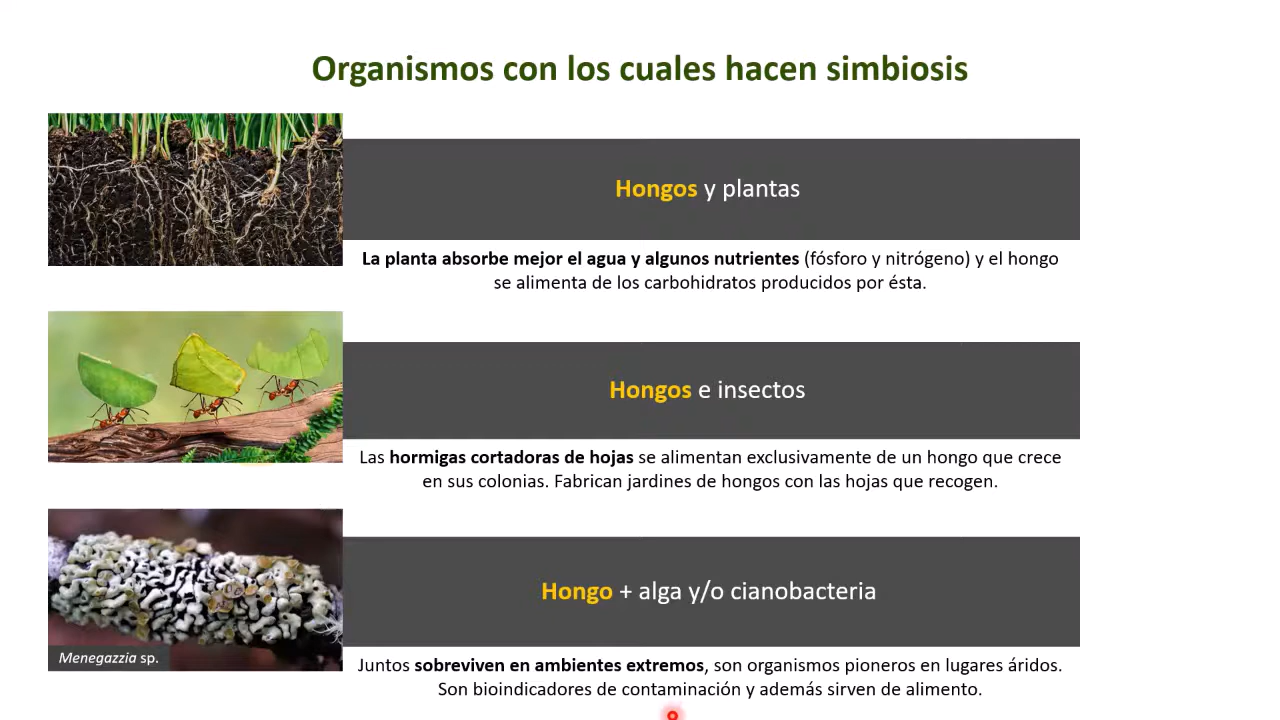 Organismos con los cuales hacen simbiosis
Hongos y plantas
La planta absorbe mejor el agua y algunos nutrientes (fósforo y nitrógeno) y el hongo
se alimenta de los carbohidratos producidos por ésta.
Hongos e insectos
Las hormigas cortadoras de hojas se alimentan exclusivamente de un hongo que crece
en sus colonias. Fabrican jardines de hongos con las hojas que recogen.
Hongo + alga y/o cianobacteria
Menegazzia sp.
Juntos sobreviven en ambientes extremos, son organismos pioneros en lugares áridos.
Son bioindicadores de contaminación y además sirven de alimento.